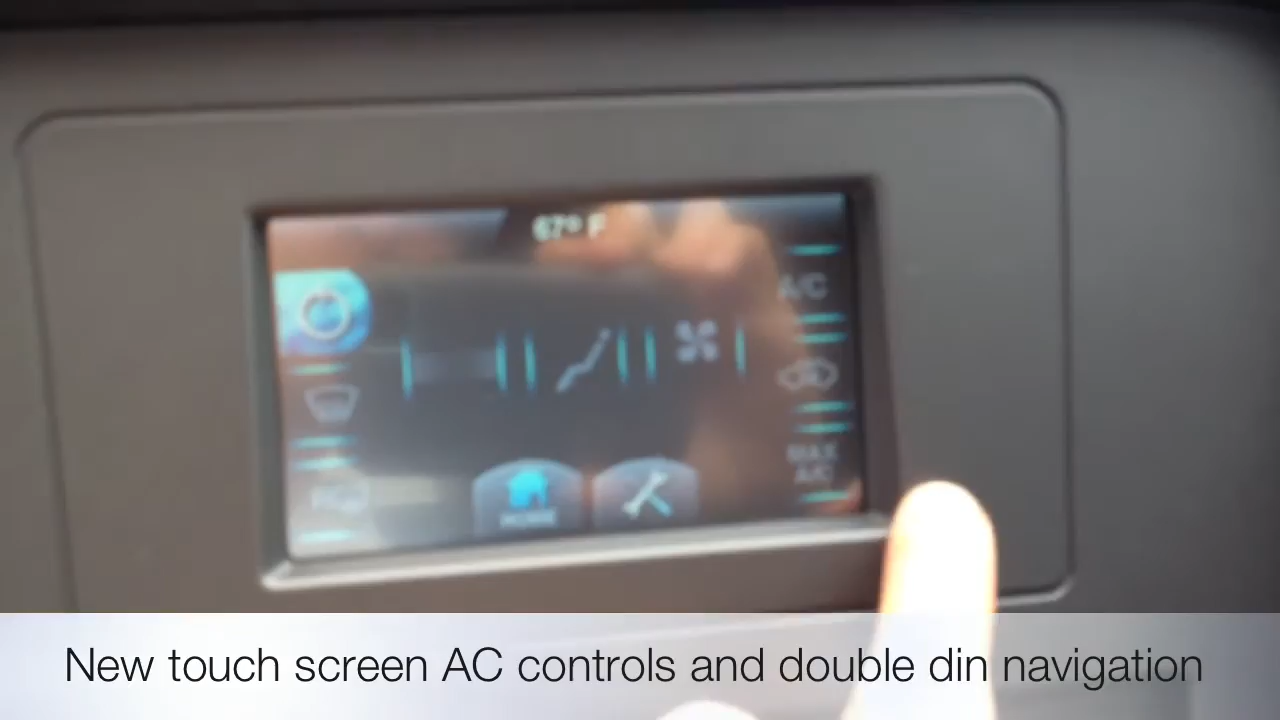 67° F
A/C
MAX
A/C
HOME
New touch screen AC controls and double din navigation